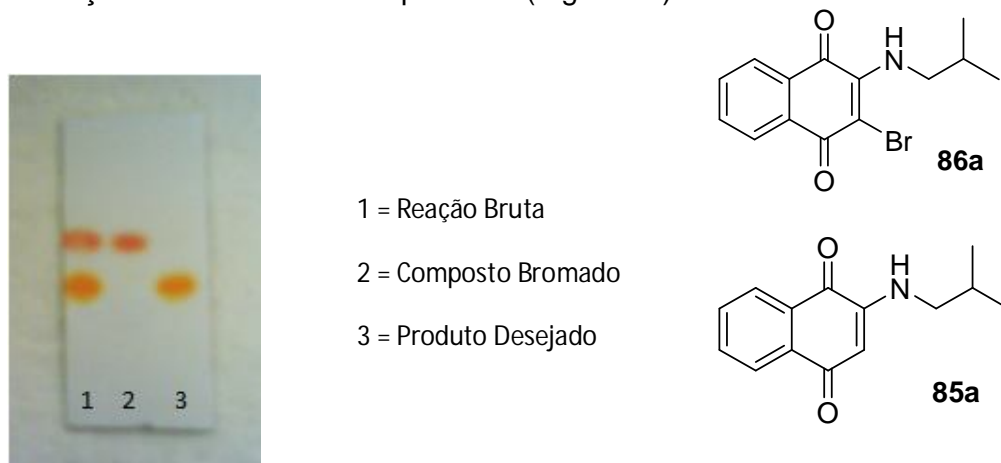 O
H
N
Br
86a
O
1 = Reação Bruta
2 = Composto Bromado
3 = Produto Desejado
O
H
N
85a
O
1 2 3